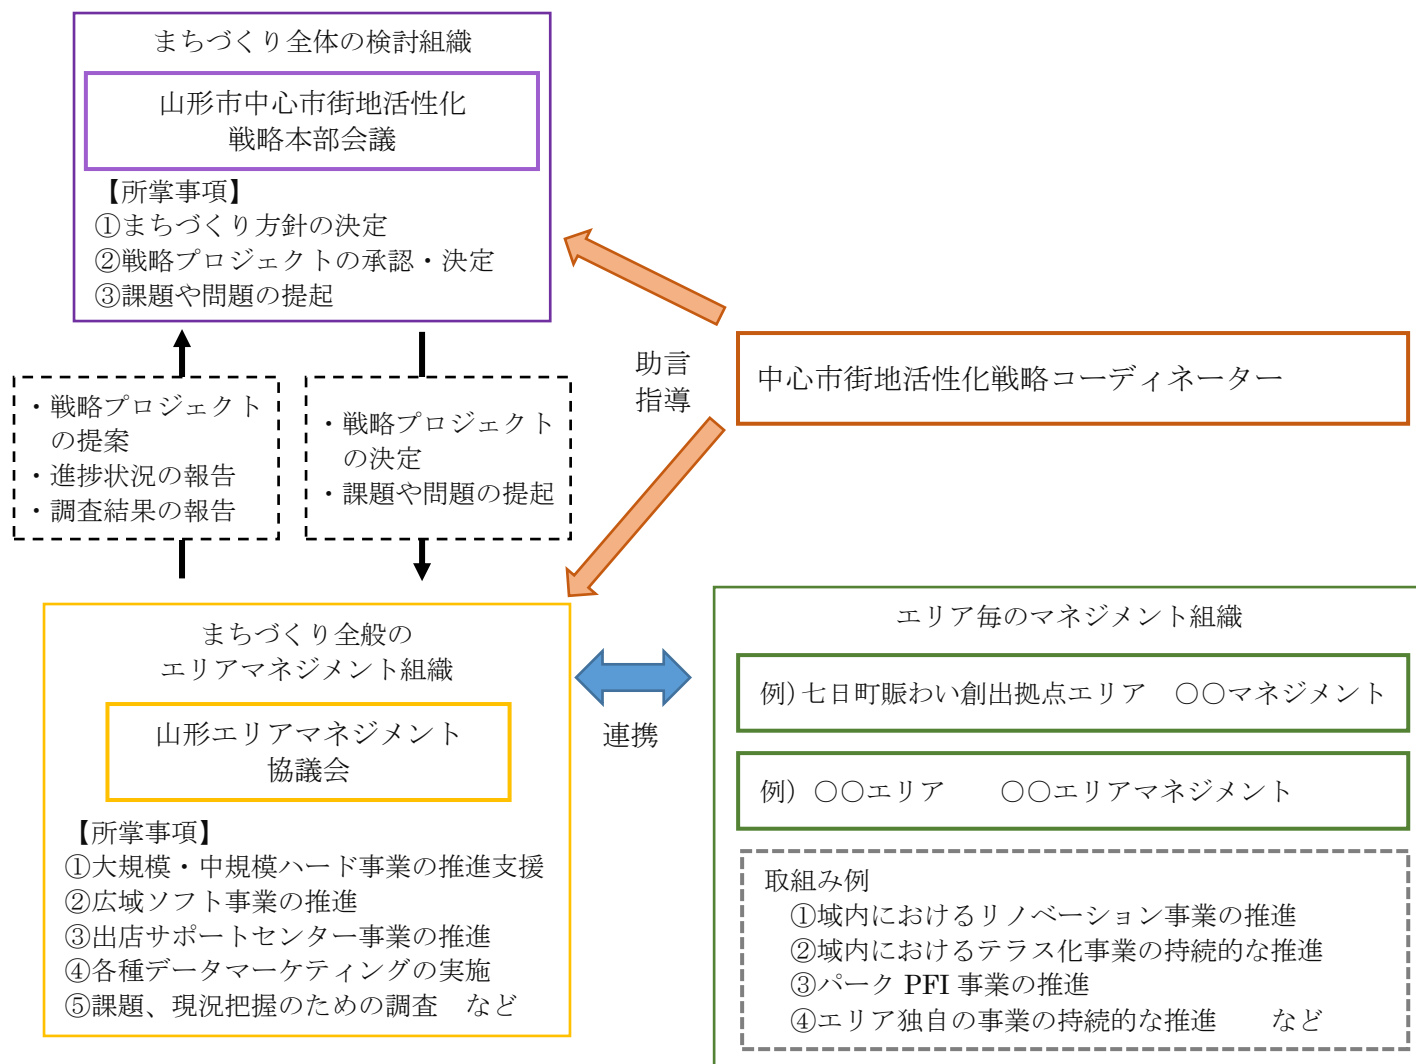 まちづくり全体の検討組織
山形市中心市街地活性化
戦略本部会議
【所掌事項】
①まちづくり方針の決定
②戦略プロジェクトの承認・決定
③課題や問題の提起
助言
指導
中心市街地活性化戦略コーディネーター
・戦略プロジェクト
の提案
・進捗状況の報告
・調査結果の報告
・戦略プロジェクト
の決定
・課題や問題の提起
まちづくり全般の
エリアマネジメント組織
山形エリアマネジメント
協議会
【所掌事項】
①大規模・中規模ハード事業の推進支援
②広域ソフト事業の推進
③出店サポートセンター事業の推進
④各種データマーケティングの実施
⑤課題、現況把握のための調査　など
連携
エリア毎のマネジメント組織
例）七日町賑わい創出拠点エリア　〇〇マネジメント
例）〇〇エリア　　〇〇エリアマネジメント
取組み例
①域内におけるリノベーション事業の推進
②域内におけるテラス化事業の持続的な推進
③パーク PFI 事業の推進
④エリア独自の事業の持続的な推進　　など